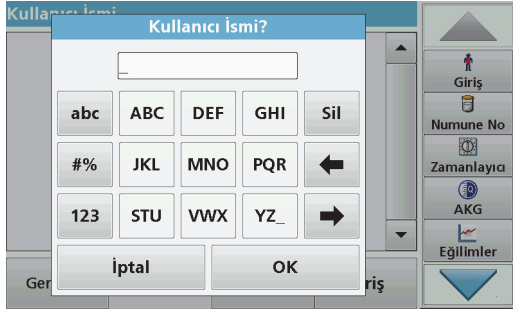 Kullanıcı İsmi
Kullanıcı İsmi?
_
abc ABC DEF GHI Sil
#% JKL MNO PQR
123 STU VWX YZ_
İptal OK
Ger
riş
Giriş
Numune No
Zamanlayıcı
AKG
Eğilimler